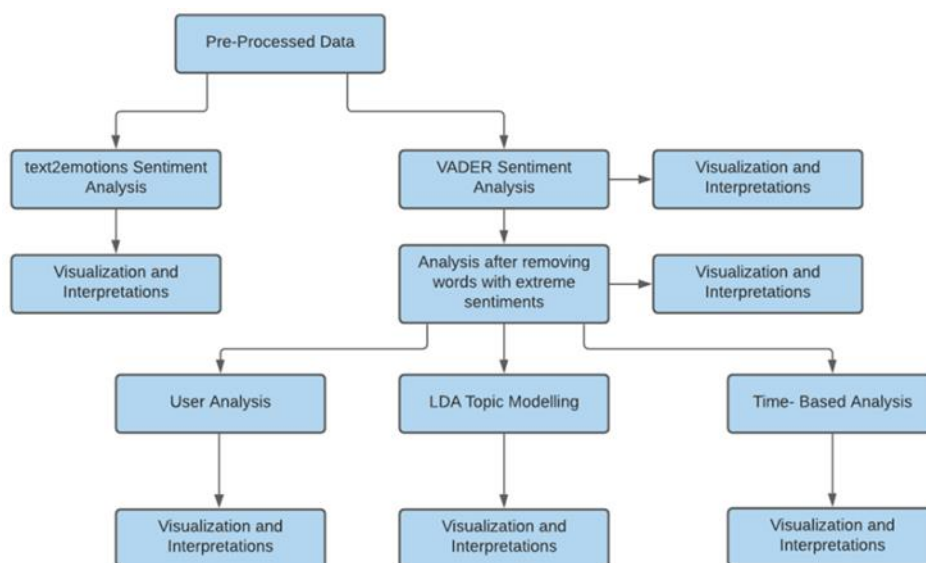 Pre-Processed Data
text2emotions Sentiment
Analysis
VADER Sentiment
Analysis
Visualization and
Interpretations
Visualization and
Interpretations
Analysis after removing
words with extreme
sentiments
Visualization and
Interpretations
User Analysis
LDA Topic Modelling
Time- Based Analysis
Visualization and
Interpretations
Visualization and
Interpretations
Visualization and
Interpretations